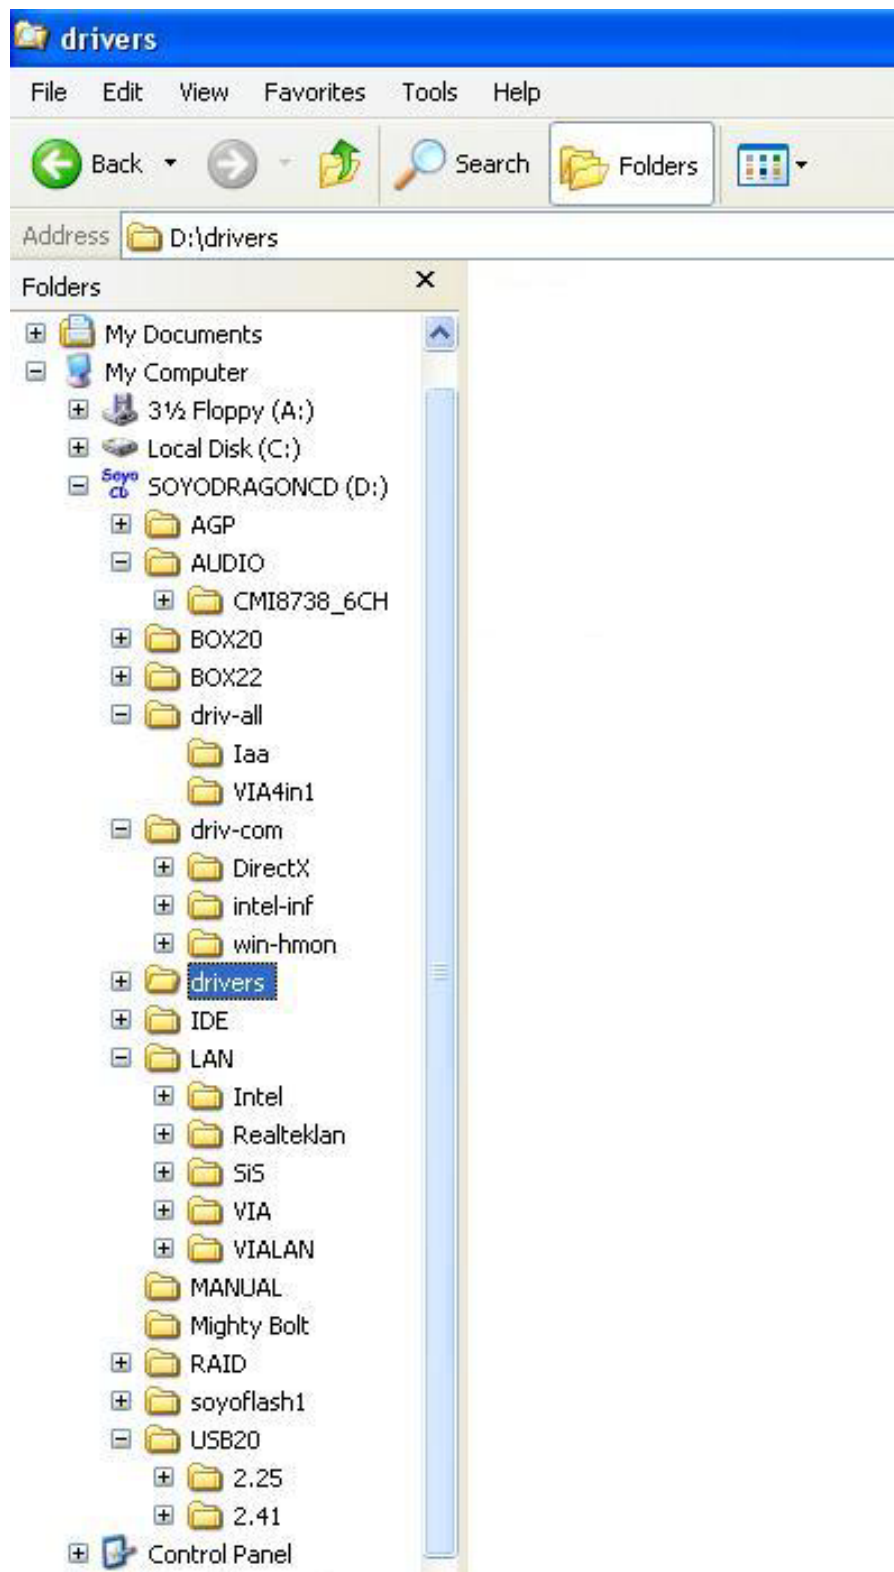 drivers
File Edit View Favorites Tools Help
Back Search Folders
Address D:\drivers
Folders
My Documents
My Computer
3½ Floppy (A:)
Local Disk (C:)
Soyo
CD
SOYODRAGONCD (D:)
AGP
AUDIO
CMI8738_6CH
BOX20
BOX22
driv-all
Iaa
VIA4in1
driv-com
DirectX
intel-inf
win-hmon
drivers
IDE
LAN
Intel
Realteklan
SiS
VIA
VIALAN
MANUAL
Mighty Bolt
RAID
soyoflash1
USB20
2.25
2.41
Control Panel